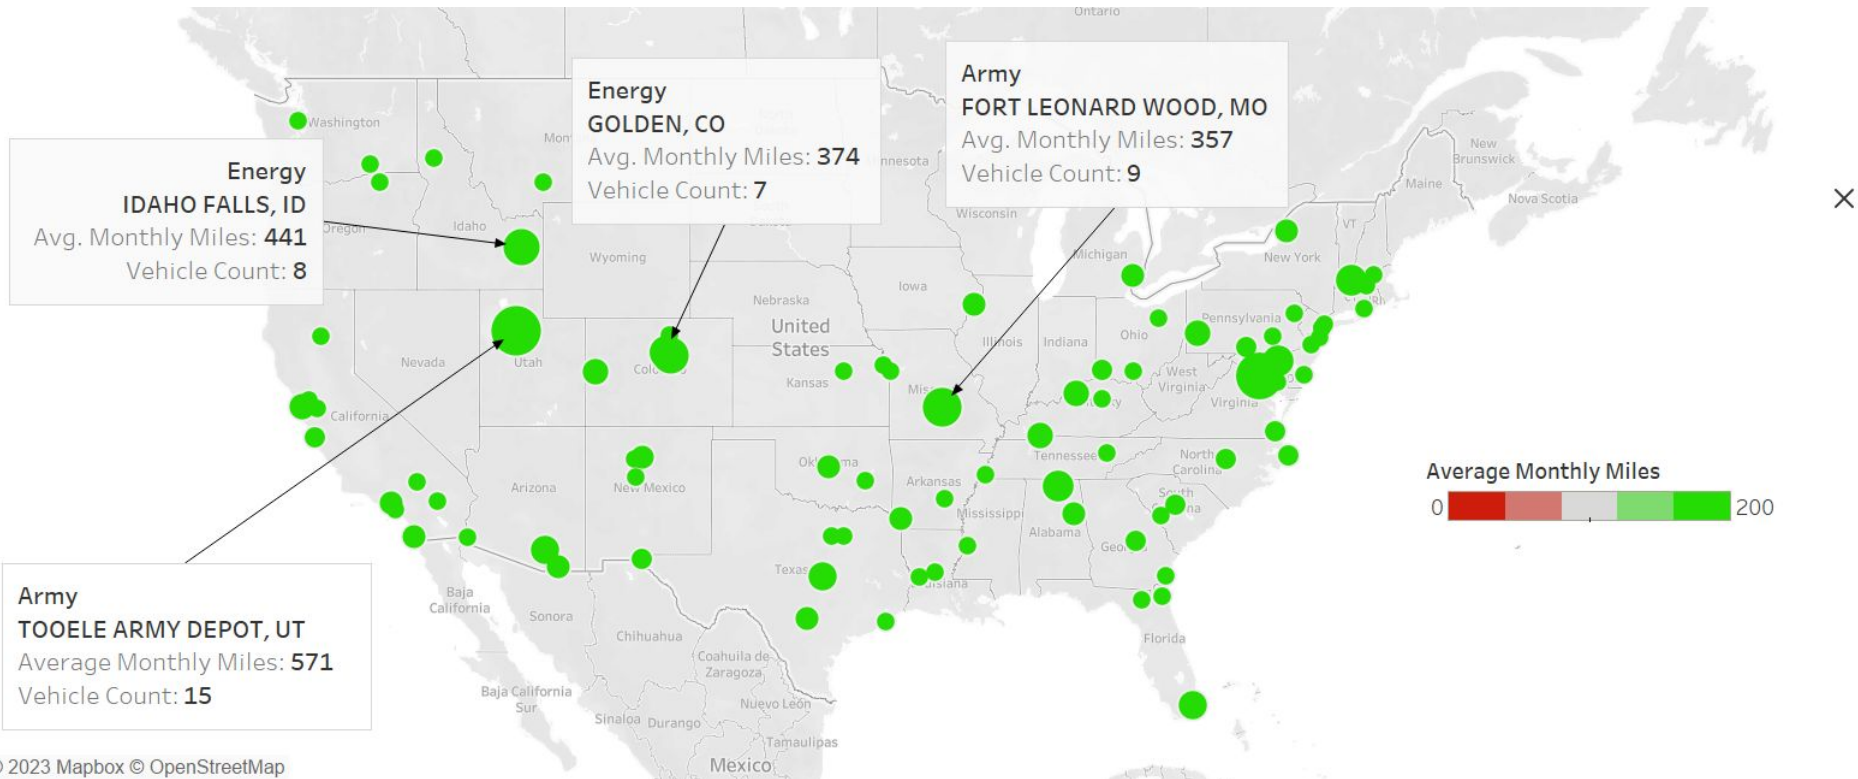 Ontario
Washington
Energy
IDAHO FALLS, ID
Avg. Monthly Miles: 441
Vehicle Count: 8
Energy
GOLDEN, CO
Avg. Monthly Miles: 374
Vehicle Count: 7
Army
FORT LEONARD WOOD, MO
Avg. Monthly Miles: 357
Vehicle Count: 9
New
Brunswick
Maine
Nova Scotia
Wisconsin
VT
Idaho
Wyoming
Michigan
New York
Iowa
Nebraska
United
States
Pennsylvania
Illinois
Indiana
Ohio
Nevada
Utah
Kansas
West
Virginia
Virginia
California
Tennessee
North
Carolina
Arizona
New Mexico
Arkansas
Mississippi
Alabama
Texas
Average Monthly Miles
0
200
Baja
California
Sonora
Chihuahua
Florida
Coahuila de
Zaragoza
Army
TOOELE ARMY DEPOT, UT
Average Monthly Miles: 571
Vehicle Count: 15
Baja California
Sur
Sinaloa
Durango
Nuevo León
Tamaulipas
Mexico
© 2023 Mapbox © OpenStreetMap